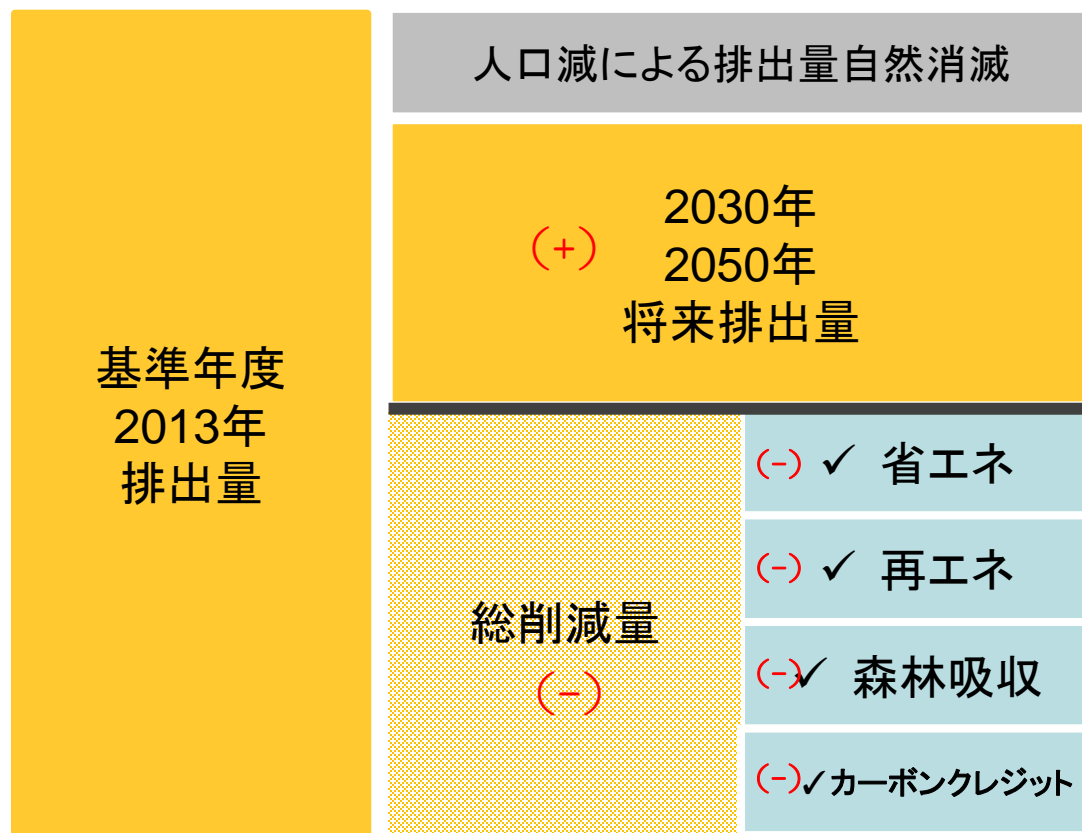 基準年度
2013年
排出量
人口減による排出量自然消滅
(+)
2030年
2050年
将来排出量
総削減量
(-)
(-) ✓ 省エネ
(-) ✓ 再エネ
(-) ✓ 森林吸収
(-) ✓ カーボンクレジット